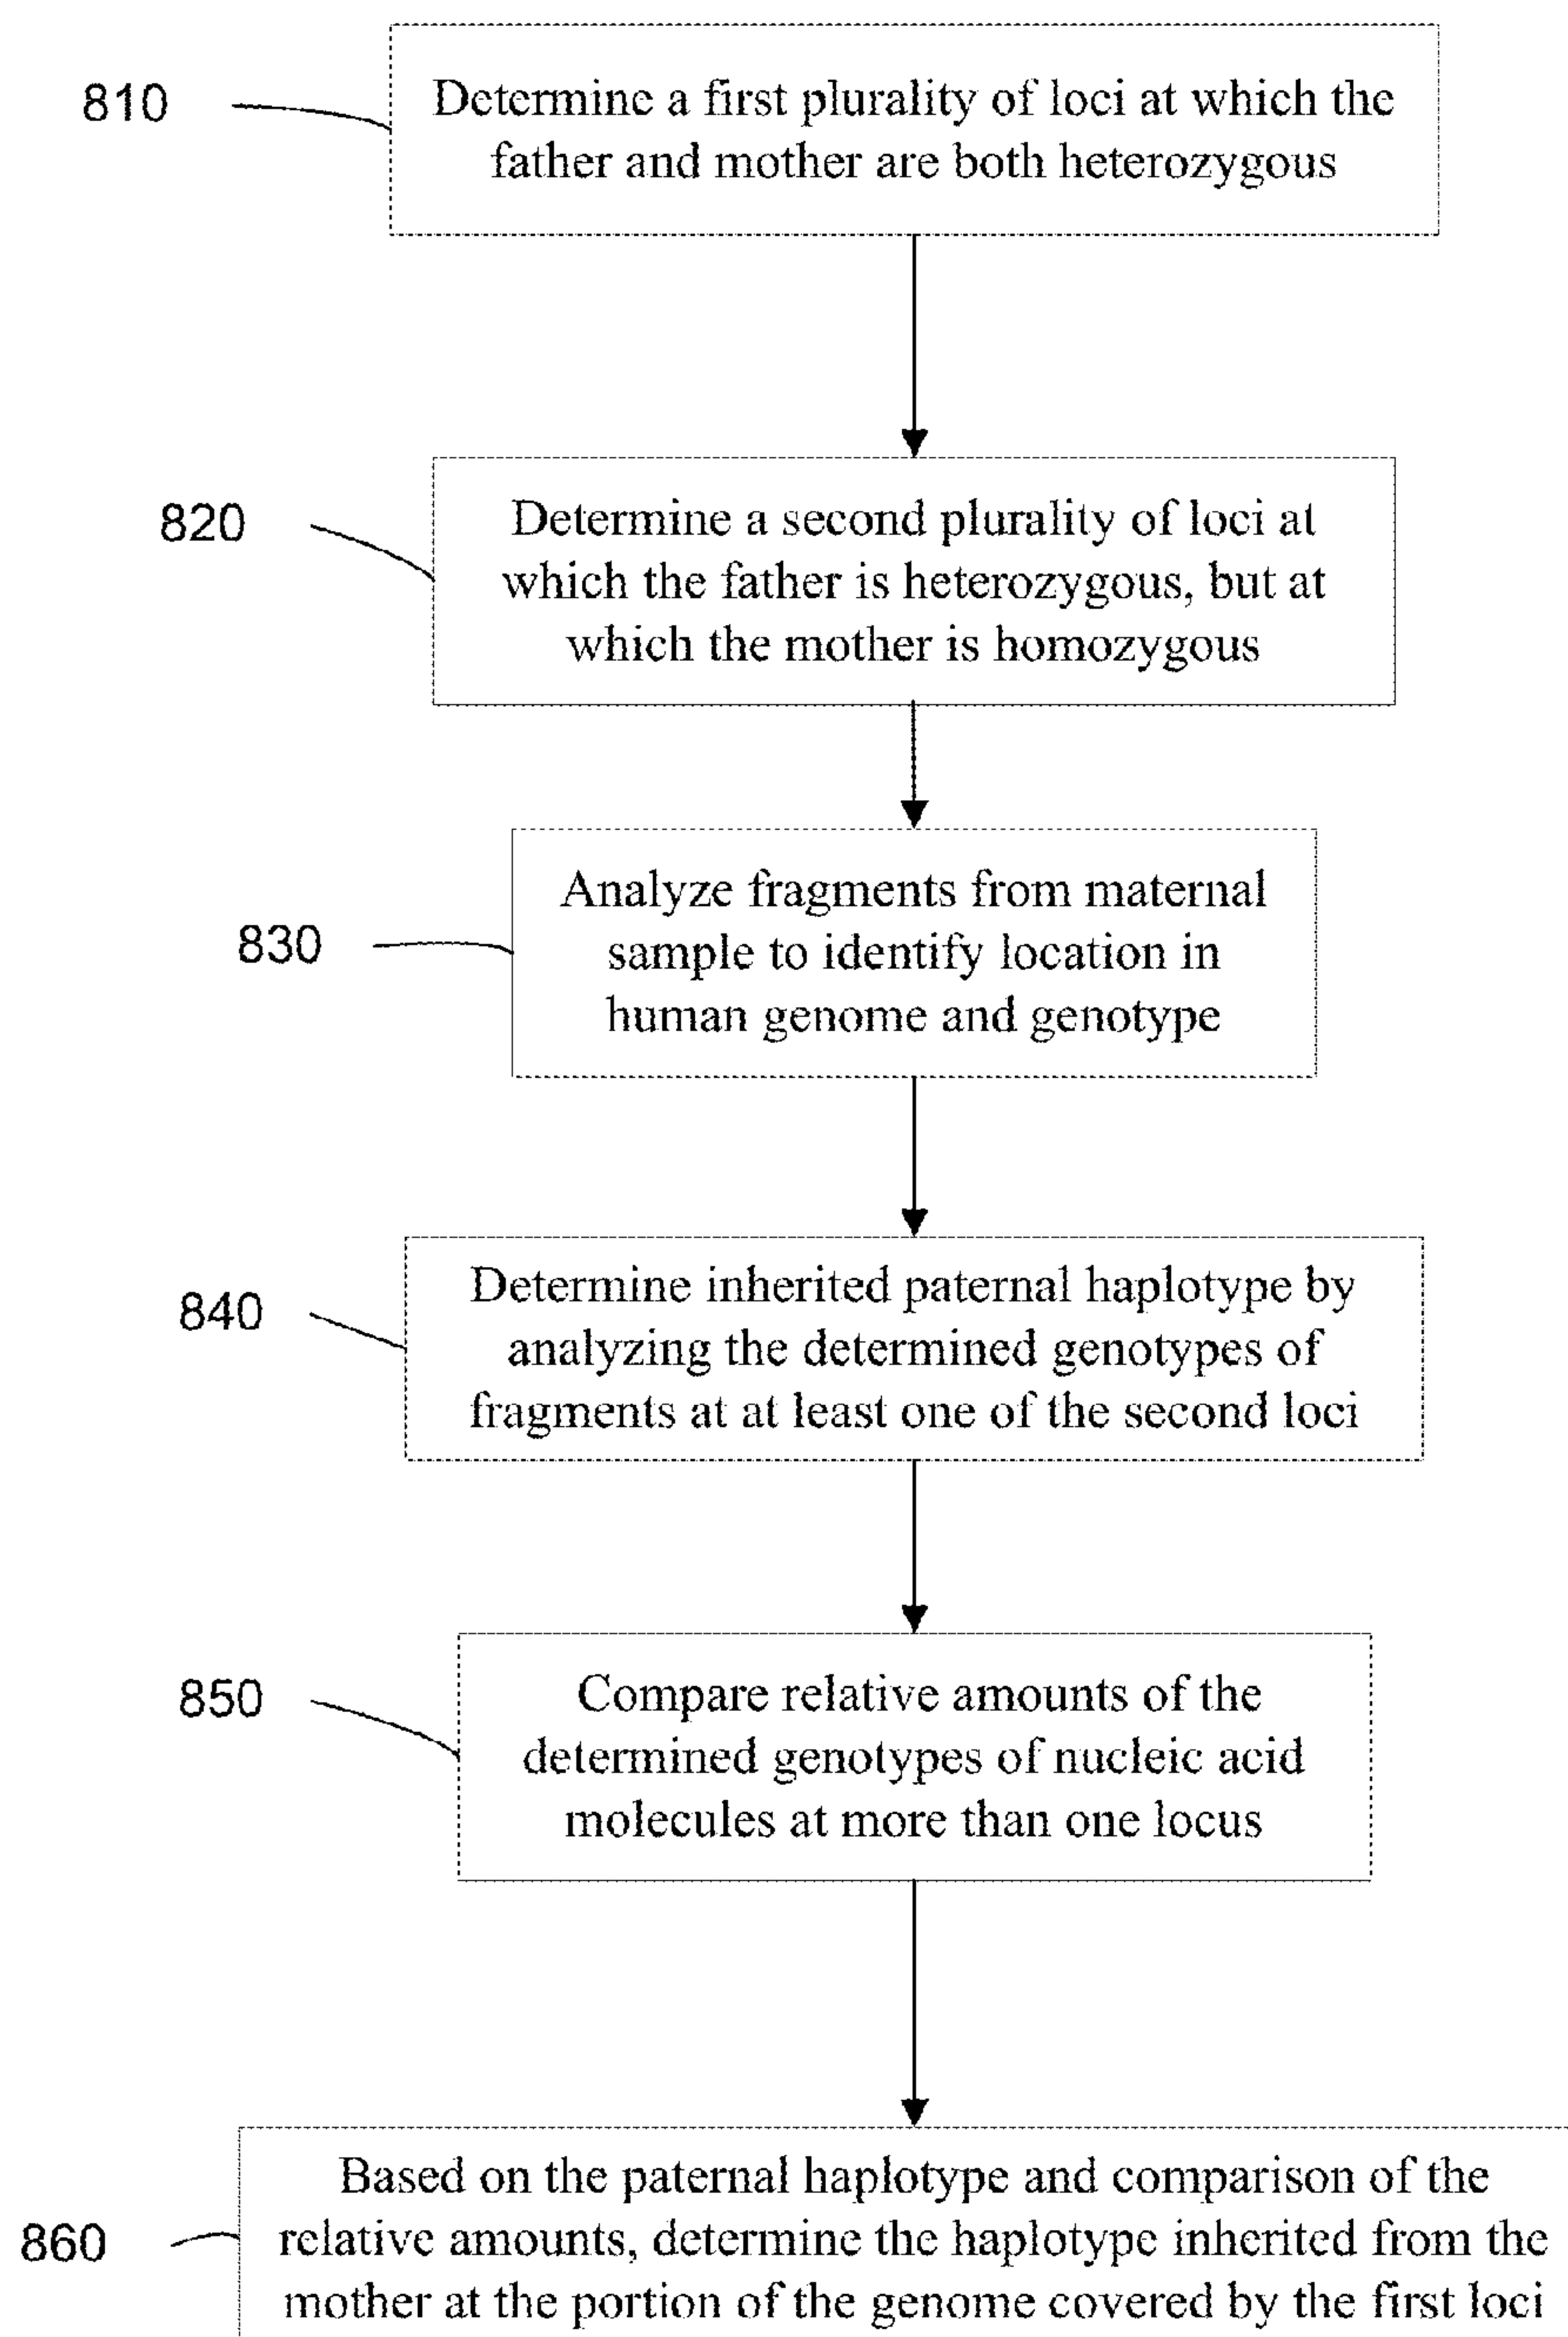 810
Determine a first plurality of loci at which the
father and mother are both heterozygous
820
Determine a second plurality of loci at
which the father is heterozygous, but at
which the mother is homozygous
830
Analyze fragments from maternal
sample to identify location in
human genome and genotype
840
Determine inherited paternal haplotype by
analyzing the determined genotypes of
fragments at at least one of the second loci
850
Compare relative amounts of the
determined genotypes of nucleic acid
molecules at more than one locus
860
Based on the paternal haplotype and comparison of the
relative amounts, determine the haplotype inherited from the
mother at the portion of the genome covered by the first loci